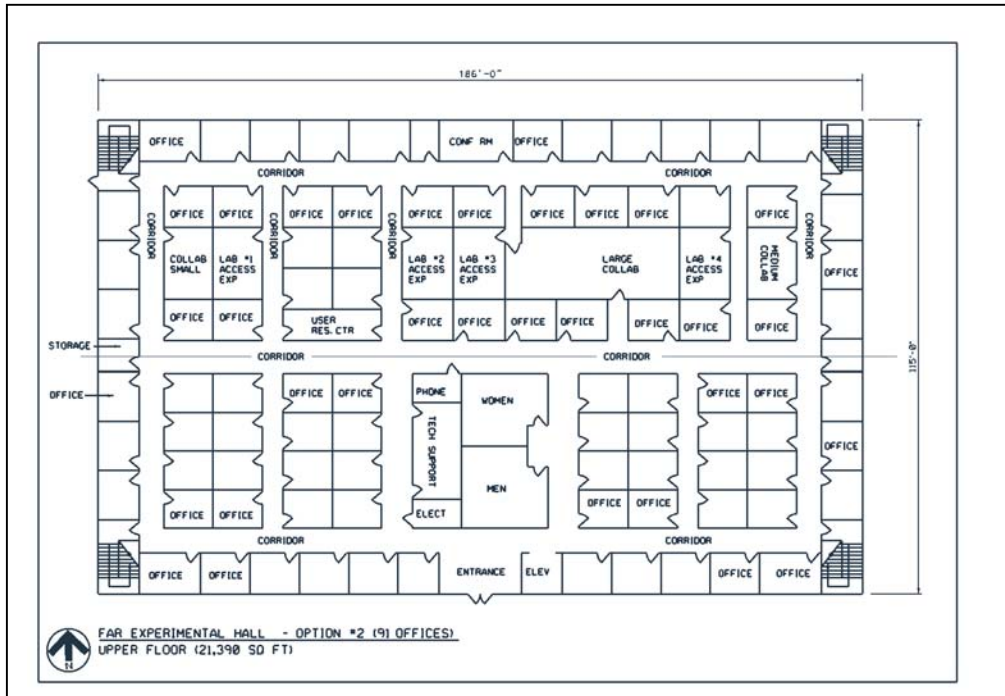 186'-0"
OFFICE
CONF RM
OFFICE
CORRIDOR
CORRIDOR
CORRIDOR
OFFICE
OFFICE
CORRIDOR
OFFICE
OFFICE
CORRIDOR
OFFICE
OFFICE
OFFICE
OFFICE
OFFICE
OFFICE
CORRIDOR
COLLAB
SMALL
LAB #1
ACCESS
EXP
LAB #2
ACCESS
EXP
LAB #3
ACCESS
EXP
LARGE
COLLAB
LAB #4
ACCESS
EXP
MEDIUM
COLLAB
OFFICE
OFFICE
OFFICE
USER
RES. CTR
OFFICE
OFFICE
OFFICE
OFFICE
OFFICE
OFFICE
OFFICE
STORAGE
CORRIDOR
CORRIDOR
115'-0"
OFFICE
OFFICE
OFFICE
PHONE
WOMEN
OFFICE
OFFICE
TECH SUPPORT
OFFICE
MEN
OFFICE
OFFICE
ELECT
OFFICE
OFFICE
CORRIDOR
CORRIDOR
OFFICE
OFFICE
ENTRANCE
ELEV
OFFICE
OFFICE
FAR EXPERIMENTAL HALL - OPTION #2 (91 OFFICES)
UPPER FLOOR (21,390 SQ FT)
N